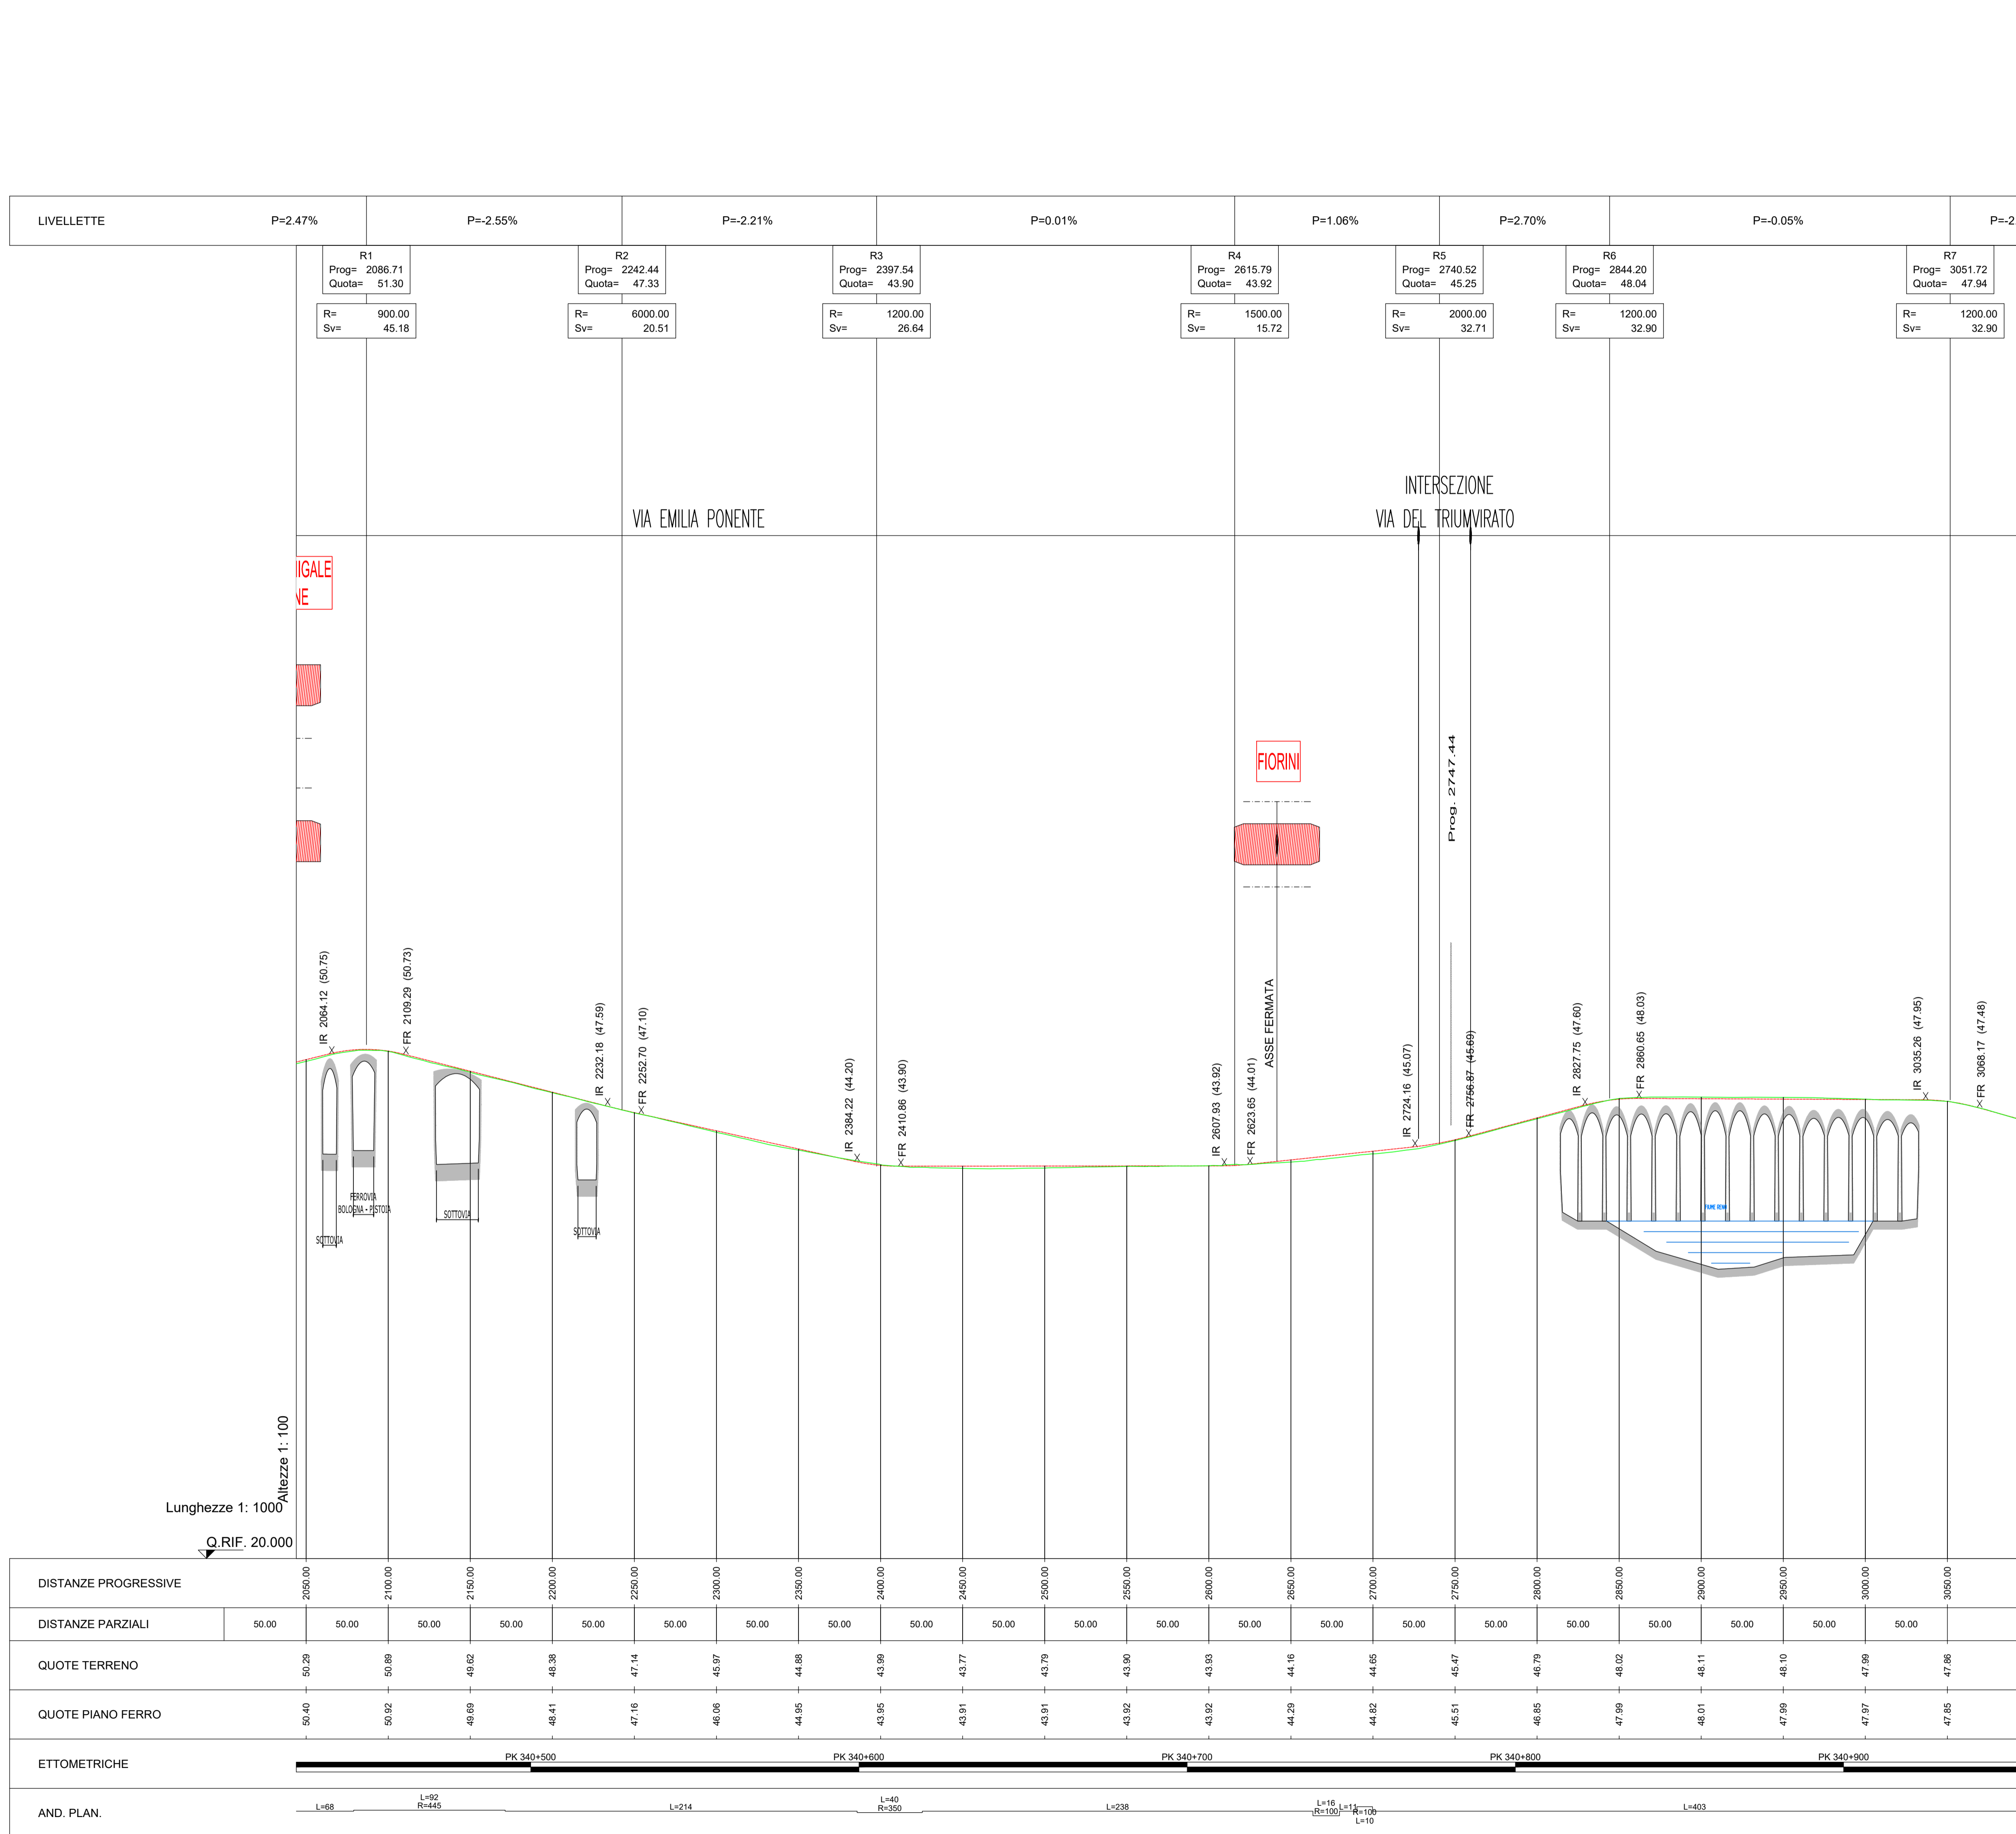 LIVELLETTE
P=2.47%
P=-2.55%
P=-2.21%
P=0.01%
P=1.06%
P=2.70%
P=-0.05%
P=-2.
R1
Prog= 2086.71
Quota= 51.30
R= 900.00
Sv= 45.18
R2
Prog= 2242.44
Quota= 47.33
R= 6000.00
Sv= 20.51
R3
Prog= 2397.54
Quota= 43.90
R= 1200.00
Sv= 26.64
R4
Prog= 2615.79
Quota= 43.92
R= 1500.00
Sv= 15.72
R5
Prog= 2740.52
Quota= 45.25
R= 2000.00
Sv= 32.71
R6
Prog= 2844.20
Quota= 48.04
R= 1200.00
Sv= 32.90
R7
Prog= 3051.72
Quota= 47.94
R= 1200.00
Sv= 32.90
VIA EMILIA PONENTE
INTERSEZIONE
VIA DEL TRIUMVIRATO
IGALE
NE
FIORINI
Prog. 2747.44
ASSE FERMATA
IR 2064.12 (50.75)
FR 2109.29 (50.73)
IR 2232.18 (47.59)
FR 2252.70 (47.10)
IR 2384.22 (44.20)
FR 2410.86 (43.90)
IR 2607.93 (43.92)
FR 2623.65 (44.01)
IR 2724.16 (45.07)
FR 2756.87 (45.69)
IR 2827.75 (47.60)
FR 2860.65 (48.03)
IR 3035.26 (47.95)
FR 3068.17 (47.48)
FERROVIA
BOLOGNA - PISTOIA
SOTTOVIA
SOTTOVIA
SOTTOVIA
FIUME RENO
Altezze 1: 100
Lunghezze 1: 1000
Q.RIF. 20.000
DISTANZE PROGRESSIVE
2050.00 2100.00 2150.00 2200.00 2250.00 2300.00 2350.00 2400.00 2450.00 2500.00 2550.00 2600.00 2650.00 2700.00 2750.00 2800.00 2850.00 2900.00 2950.00 3000.00 3050.00
DISTANZE PARZIALI
50.00 50.00 50.00 50.00 50.00 50.00 50.00 50.00 50.00 50.00 50.00 50.00 50.00 50.00 50.00 50.00 50.00 50.00 50.00 50.00 50.00
QUOTE TERRENO
50.29 50.89 49.62 48.38 47.14 45.97 44.88 43.99 43.77 43.79 43.90 43.93 44.16 44.65 45.47 46.79 48.02 48.11 48.10 47.99 47.86
QUOTE PIANO FERRO
50.40 50.92 49.69 48.41 47.16 46.06 44.95 43.95 43.91 43.91 43.92 43.92 44.29 44.82 45.51 46.85 47.99 48.01 47.99 47.97 47.85
ETTOMETRICHE
PK 340+500
PK 340+600
PK 340+700
PK 340+800
PK 340+900
AND. PLAN.
L=68
L=92
R=445
L=214
L=40
R=350
L=238
L=16
R=100
L=11
R=100
L=10
L=403